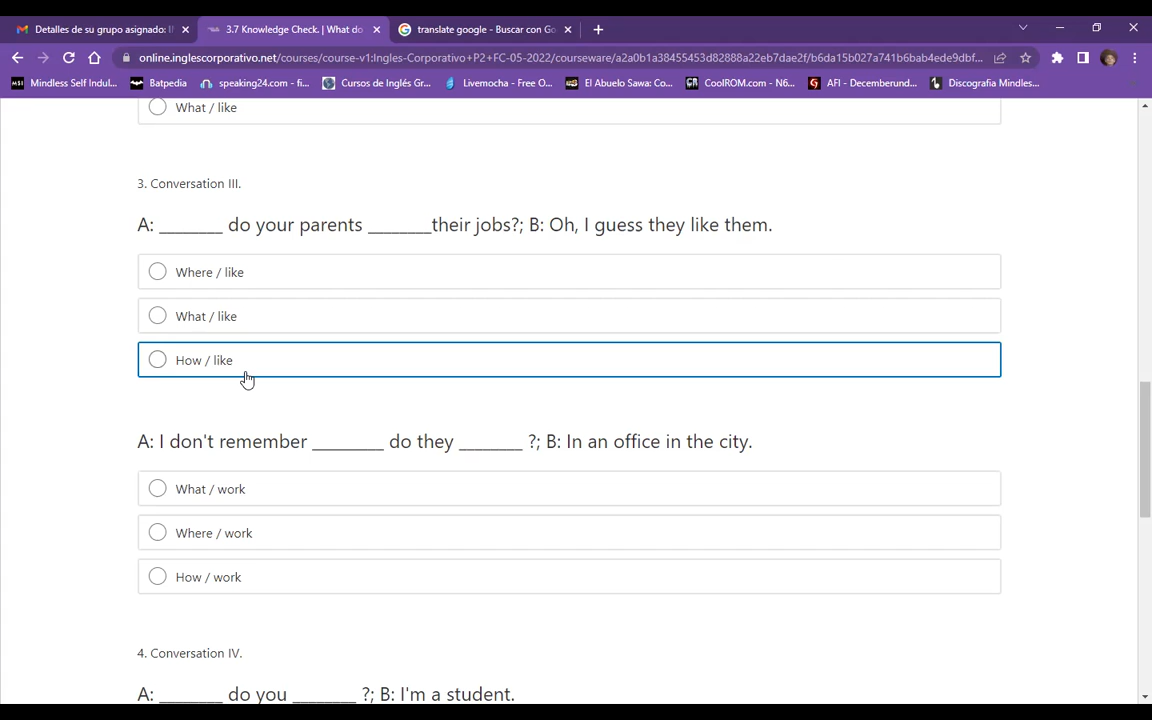 Detalles de su grupo asignado: I
3.7 Knowledge Check. | What do
translate google - Buscar con Go
online.inglescorporativo.net/courses/course-v1:Ingles-Corporativo+P2+FC-05-2022/courseware/a2a0b1a38455453d82888a22eb7dae2f/b6da15b027a741b6bab4ede9dbf...
Mindless Self Indul...
Batpedia
speaking24.com - fi...
Cursos de Inglés Gr...
Livemocha - Free O...
El Abuelo Sawa: Co...
CoolROM.com - N6...
AFI - Decemberund...
Discografia Mindles...
What / like
3. Conversation III.
A: ________ do your parents ________their jobs?; B: Oh, I guess they like them.
Where / like
What / like
How / like
A: I don't remember _________ do they ________ ?; B: In an office in the city.
What / work
Where / work
How / work
4. Conversation IV.
A: ________ do you ________ ?; B: I'm a student.